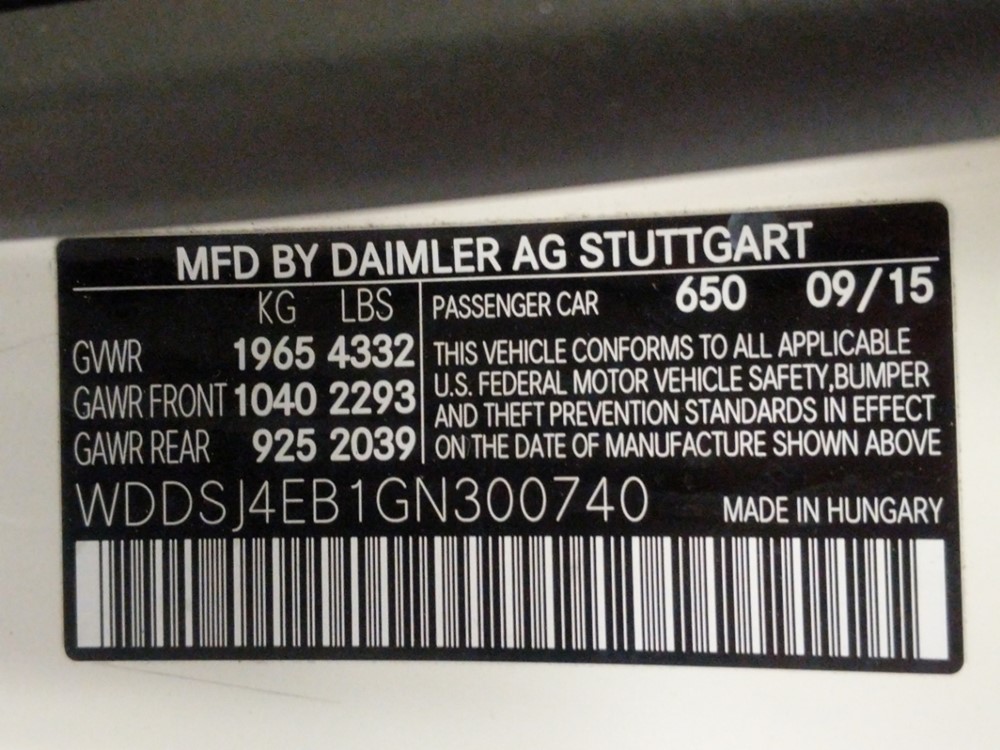 MFD BY DAIMLER AG STUTTGART
KG LBS
GVWR 1965 4332
GAWR FRONT 1040 2293
GAWR REAR 925 2039
PASSENGER CAR 650 09/15
THIS VEHICLE CONFORMS TO ALL APPLICABLE
U.S. FEDERAL MOTOR VEHICLE SAFETY,BUMPER
AND THEFT PREVENTION STANDARDS IN EFFECT
ON THE DATE OF MANUFACTURE SHOWN ABOVE
WDDSJ4EB1GN300740 MADE IN HUNGARY